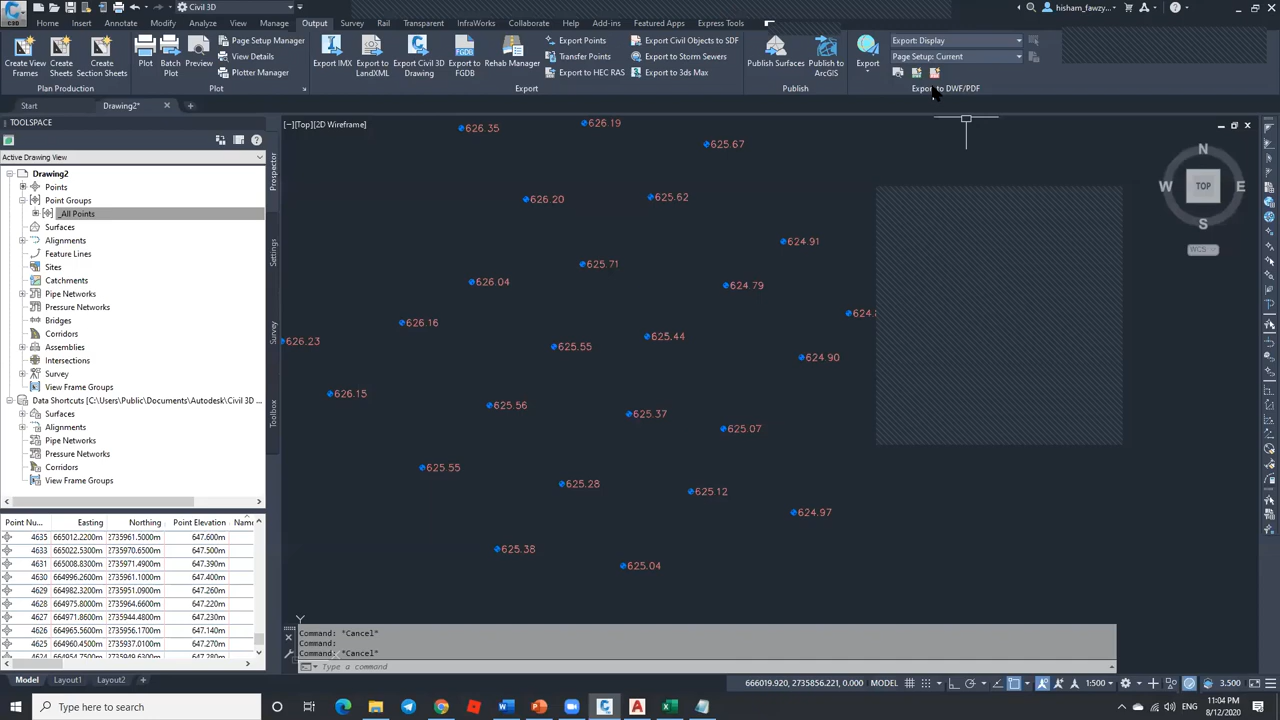 C3D Civil 3D hisham_fawzy...
Home Insert Annotate Modify Analyze View Manage Output Survey Rail Transparent InfraWorks Collaborate Help Add-ins Featured Apps Express Tools
Create View Frames Create Sheets Create Section Sheets Plot Batch Plot Preview Page Setup Manager
View Details
Plotter Manager
Export IMX Export to LandXML Export Civil 3D Drawing Export to FGDB Rehab Manager
Export Points Export Civil Objects to SDF
Transfer Points Export to Storm Sewers
Export to HEC RAS Export to 3ds Max
Publish Surfaces Publish to ArcGIS Export Export: Display
Page Setup: Current
Plan Production Plot Export Publish Export to DWF/PDF
Start Drawing2*
TOOLSPACE
Active Drawing View
Drawing2
Points
Point Groups
_All Points
Surfaces
Alignments
Feature Lines
Sites
Catchments
Pipe Networks
Pressure Networks
Bridges
Corridors
Assemblies
Intersections
Survey
View Frame Groups
Data Shortcuts [C:\Users\Public\Documents\Autodesk\Civil 3D ...
Surfaces
Alignments
Pipe Networks
Pressure Networks
Corridors
View Frame Groups
Prospector
Settings
Survey
Toolbox
Point Nu... Easting Northing Point Elevation Name
4635 665012.2200m 2735961.5000m 647.600m
4633 665022.5300m 2735970.6500m 647.500m
4631 665008.8300m 2735971.4900m 647.390m
4630 664996.2600m 2735961.1000m 647.400m
4629 664982.3200m 2735951.0900m 647.260m
4628 664975.8000m 2735964.6600m 647.220m
4627 664971.8600m 2735944.4800m 647.230m
4626 664965.5600m 2735956.1700m 647.140m
4625 664960.4500m 2735937.0100m 647.270m
4624 664954.7500m 2735949.6300m 647.280m
[−][Top][2D Wireframe]
626.35 626.19
625.67
626.20 625.62
624.91
625.71
626.04 624.79
624.8
626.16
626.23 625.55 625.44
624.90
626.15
625.56 625.37
625.07
625.55
625.28 625.12
624.97
625.38
625.04
N
W TOP E
S
WCS
Y
Command: *Cancel*
Command:
Command: *Cancel*
Type a command
Model Layout1 Layout2 + 666019.920, 2735856.221, 0.000 MODEL 1:500 3.500
Type here to search
11:04 PM
8/12/2020